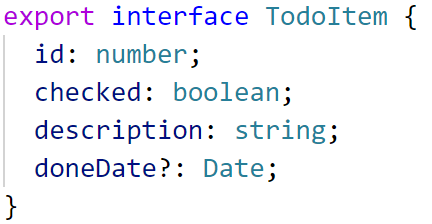 export interface TodoItem {
  id: number;
  checked: boolean;
  description: string;
  doneDate?: Date;
}